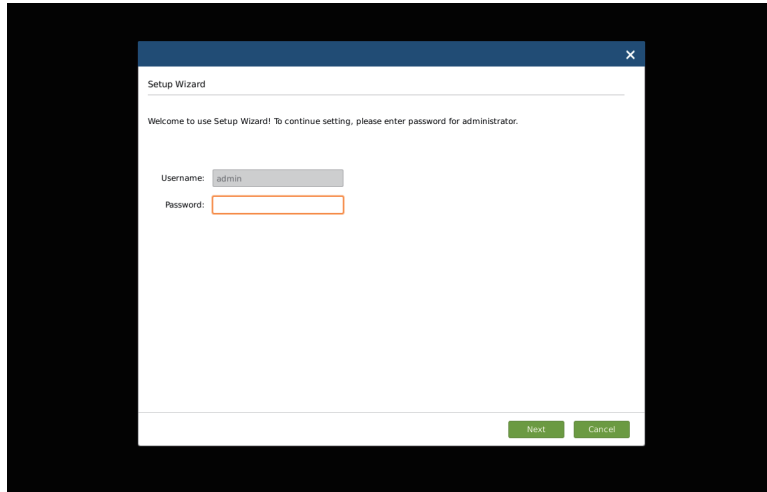 Setup Wizard
Welcome to use Setup Wizard! To continue setting, please enter password for administrator.
Username: admin
Password:
Next Cancel